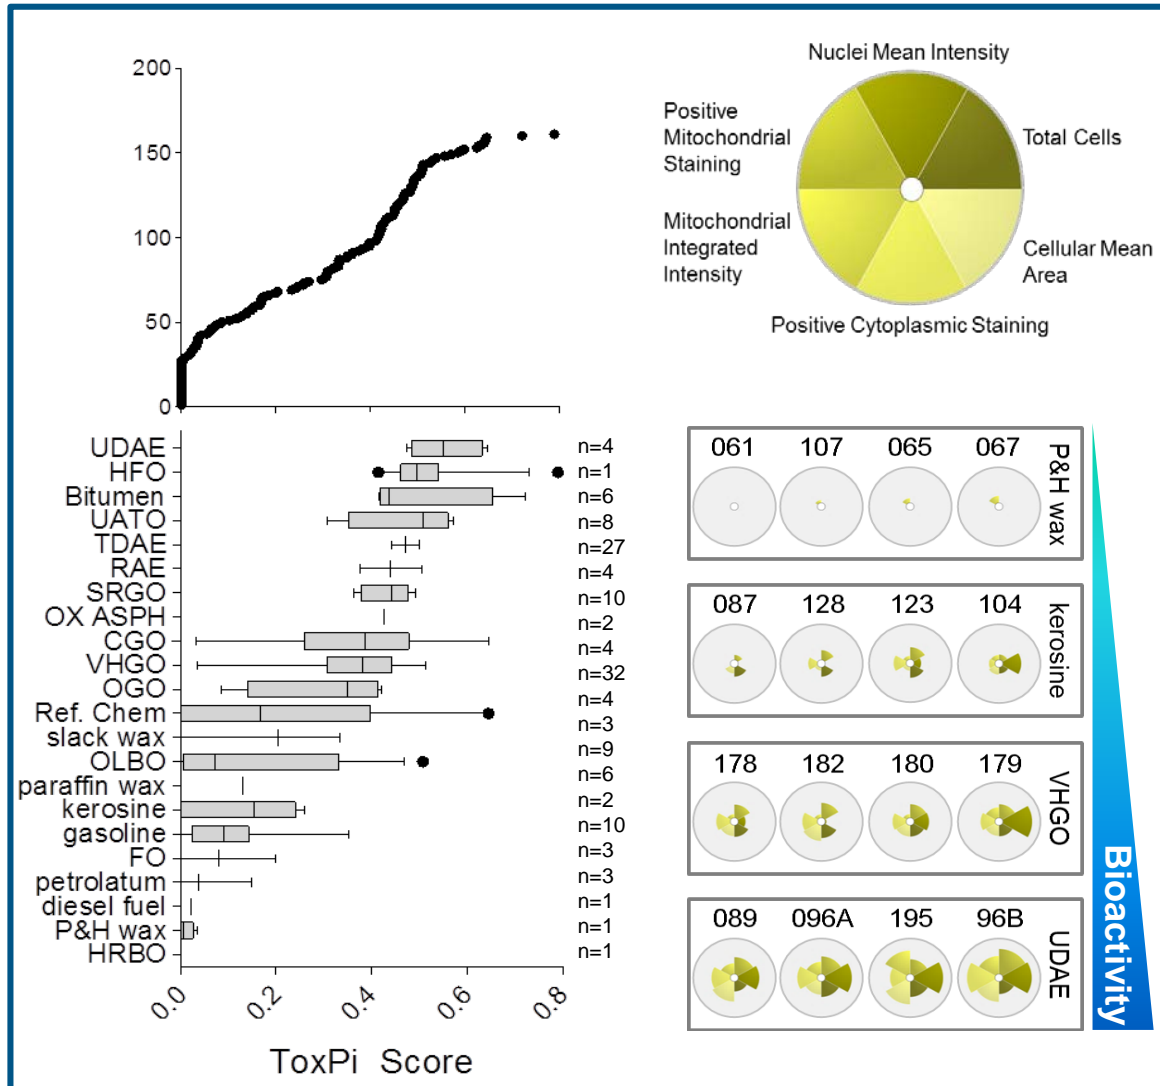 200
150
100
50
0
Nuclei Mean Intensity
Positive
Mitochondrial
Staining
Total Cells
Mitochondrial
Integrated
Intensity
Cellular Mean
Area
Positive Cytoplasmic Staining
UDAE n=4
HFO n=1
Bitumen n=6
UATO n=8
TDAE n=27
RAE n=4
SRGO n=10
OX ASPH n=2
CGO n=4
VHGO n=32
OGO n=4
Ref. Chem n=3
slack wax n=9
OLBO n=6
paraffin wax n=2
kerosine n=10
gasoline n=3
FO n=3
petrolatum n=1
diesel fuel n=1
P&H wax n=1
HRBO
0.0 0.2 0.4 0.6 0.8
ToxPi Score
061 107 065 067
P&H wax
087 128 123 104
kerosine
178 182 180 179
VHGO
089 096A 195 96B
UDAE
Bioactivity